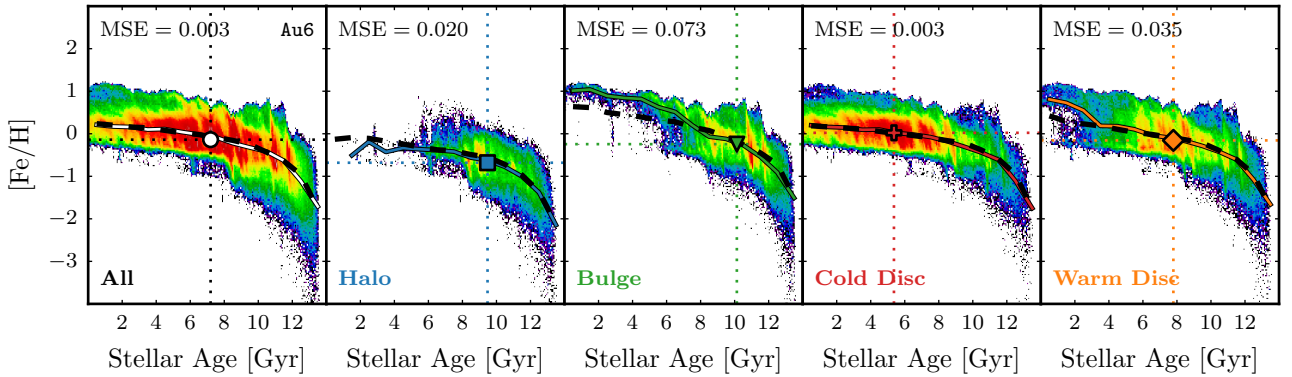 MSE = 0.003 Au6 MSE = 0.020 MSE = 0.073 MSE = 0.003 MSE = 0.035
2
1
0
−1
−2
−3
[Fe/H]
All Halo Bulge Cold Disc Warm Disc
2 4 6 8 10 12 2 4 6 8 10 12 2 4 6 8 10 12 2 4 6 8 10 12 2 4 6 8 10 12
Stellar Age [Gyr] Stellar Age [Gyr] Stellar Age [Gyr] Stellar Age [Gyr] Stellar Age [Gyr]